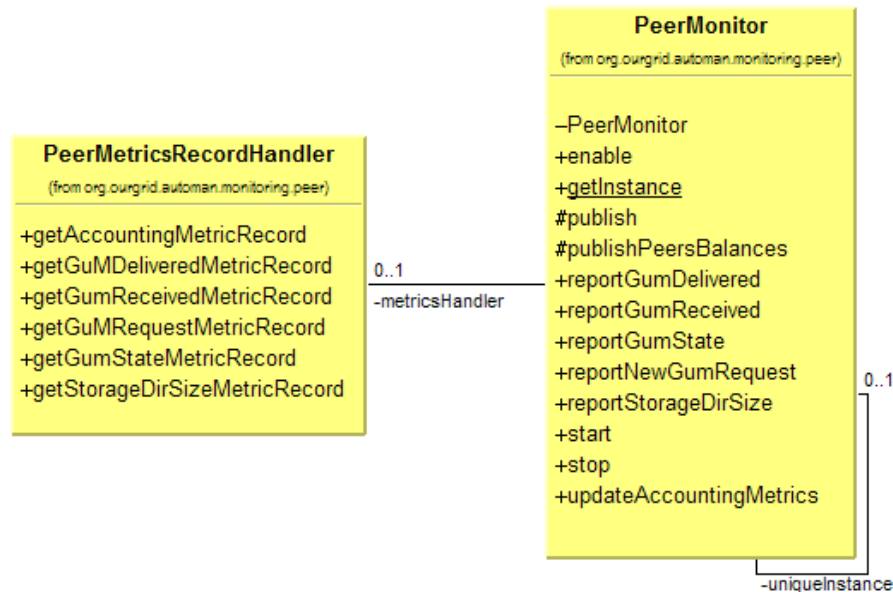 PeerMetricsRecordHandler
(from org.ourgrid.automan.monitoring.peer)
+getAccountingMetricRecord
+getGuMDeliveredMetricRecord
+getGumReceivedMetricRecord
+getGuMRequestMetricRecord
+getGumStateMetricRecord
+getStorageDirSizeMetricRecord
0..1
-metricsHandler
PeerMonitor
(from org.ourgrid.automan.monitoring.peer)
–PeerMonitor
+enable
+getInstance
#publish
#publishPeersBalances
+reportGumDelivered
+reportGumReceived
+reportGumState
+reportNewGumRequest
+reportStorageDirSize
+start
+stop
+updateAccountingMetrics
0..1
-uniqueInstance